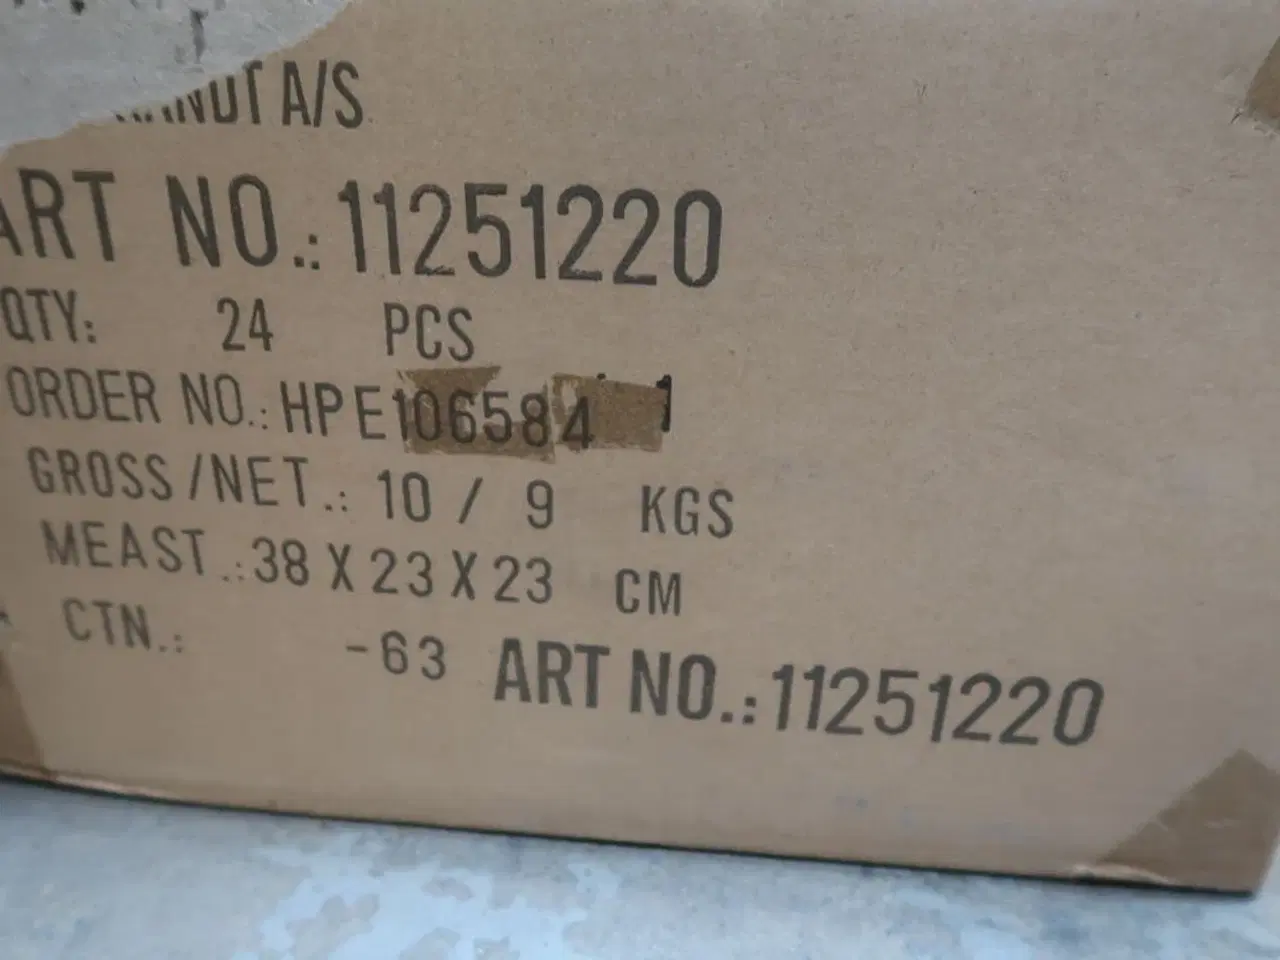 A/S
ART NO.: 11251220
QTY: 24 PCS
ORDER NO.: HPE106584 1
GROSS/NET.: 10 / 9 KGS
MEAST.: 38 X 23 X 23 CM
CTN.: -63 ART NO.: 11251220